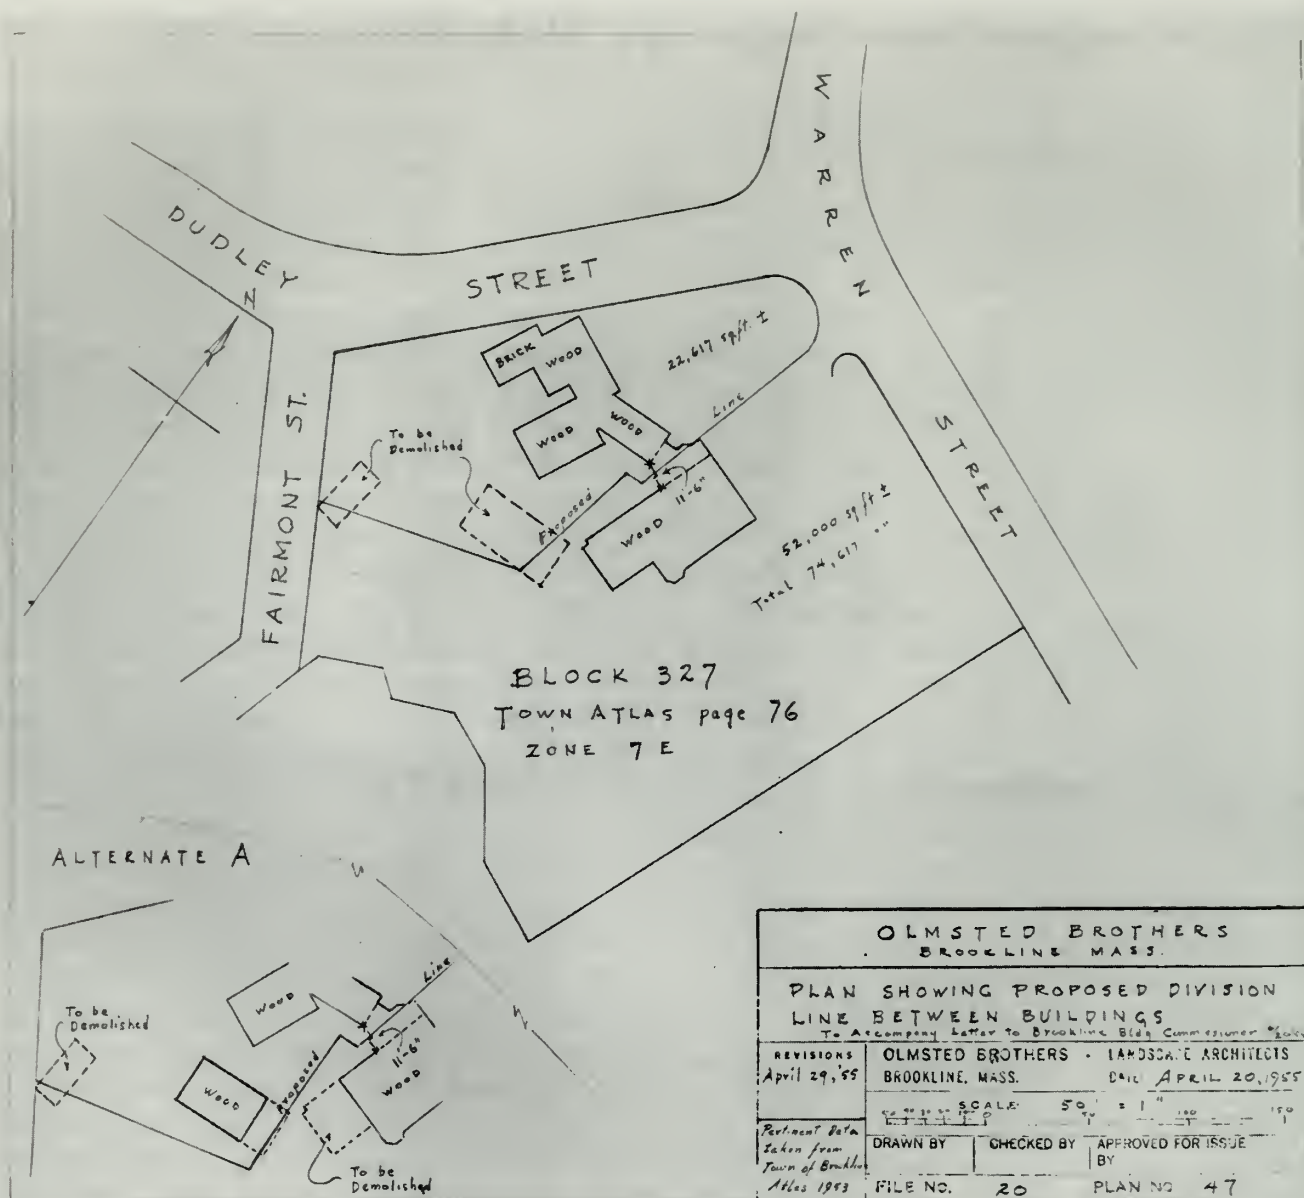 WARREN
STREET
DUDLEY
STREET
N
FAIRMONT ST.
BRICK
WOOD
WOOD
WOOD
22,617 sq/ft. ±
To be
Demolished
Proposed
Line
11'-6"
WOOD
52,000 sq/ft ±
Total 74,617 " "
BLOCK 327
TOWN ATLAS page 76
ZONE 7 E
ALTERNATE A
To be
Demolished
WOOD
WOOD
Proposed
Line
11'-6"
WOOD
To be
Demolished
OLMSTED BROTHERS
BROOKLINE MASS.
PLAN SHOWING PROPOSED DIVISION
LINE BETWEEN BUILDINGS
To Accompany Letter to Brookline Bldg Commissioner
REVISIONS
April 29, '55
OLMSTED BROTHERS - LANDSCAPE ARCHITECTS
BROOKLINE, MASS.
DATE APRIL 20, 1955
SCALE 50' = 1"
50 100 150
Pertinent Data
taken from
Town of Brookline
Atlas 1953
DRAWN BY
CHECKED BY
APPROVED FOR ISSUE
BY
FILE NO. 20
PLAN NO 47